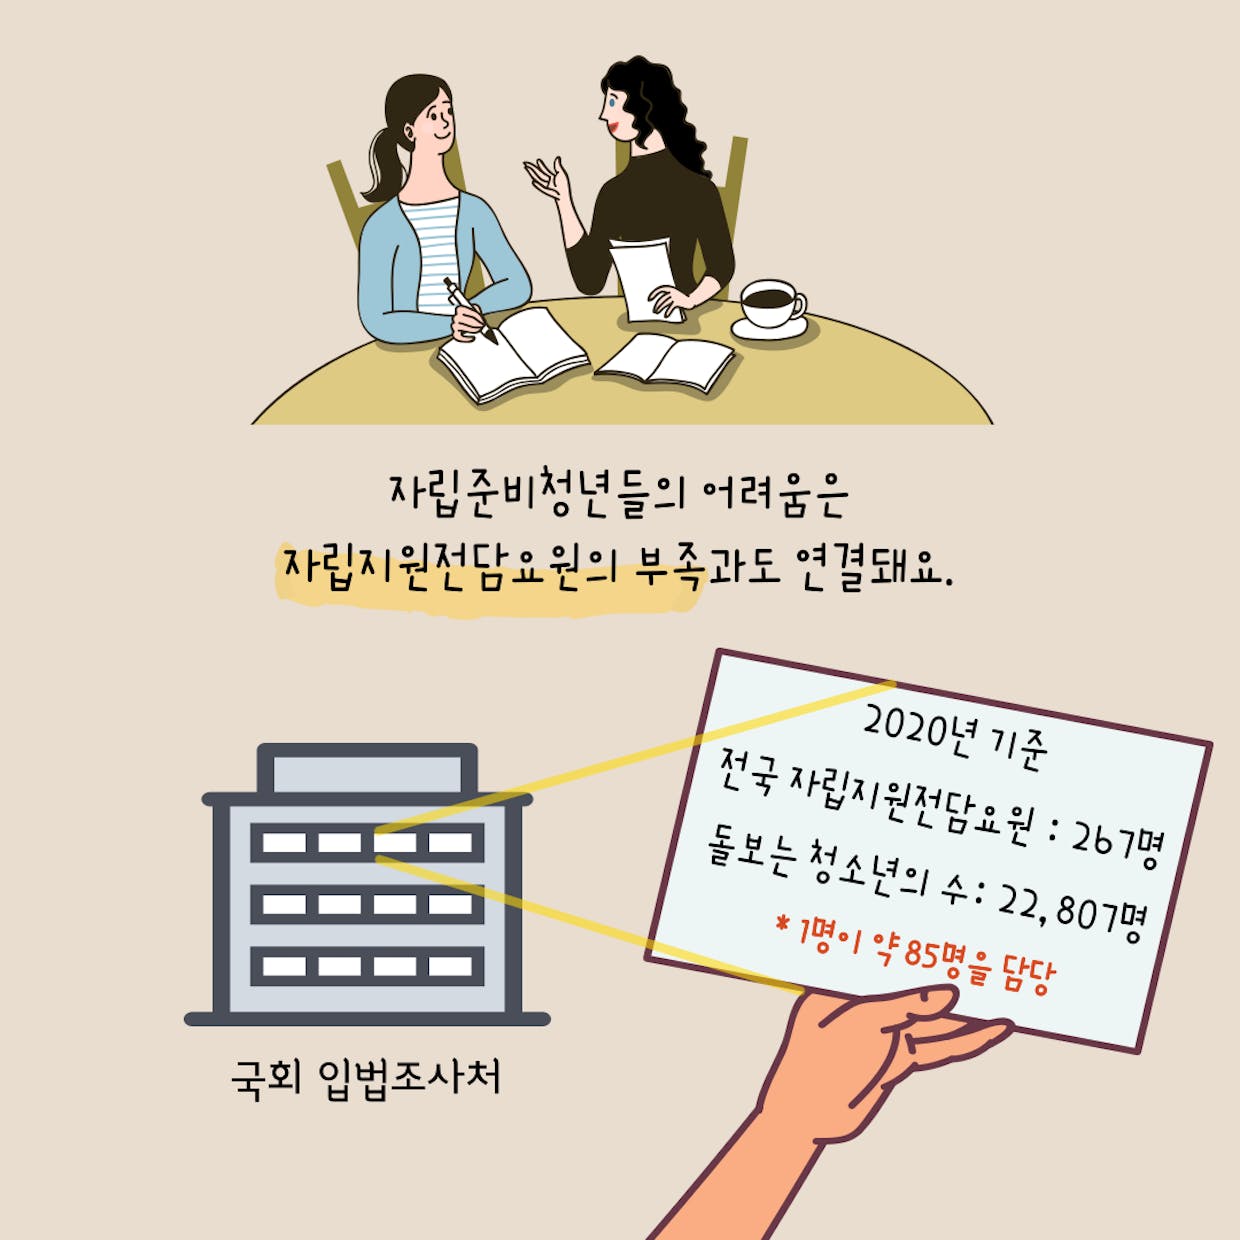 자립준비청년들의 어려움은
자립지원전담요원의 부족과도 연결돼요.
2020년 기준
전국 자립지원전담요원 : 267명
돌보는 청소년의 수 : 22,807명
* 1명이 약 85명을 담당
국회 입법조사처